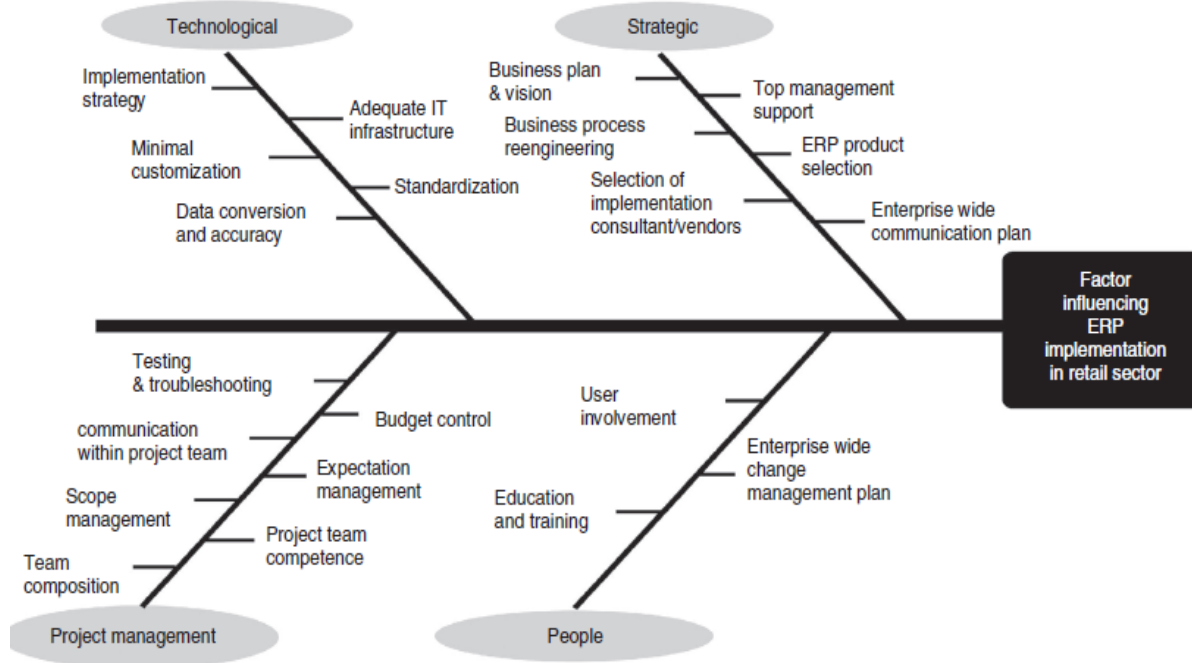 Technological
Strategic
Implementation
strategy
Adequate IT
infrastructure
Minimal
customization
Standardization
Data conversion
and accuracy
Business plan
& vision
Top management
support
Business process
reengineering
ERP product
selection
Selection of
implementation
consultant/vendors
Enterprise wide
communication plan
Factor
influencing
ERP
implementation
in retail sector
Testing
& troubleshooting
Budget control
communication
within project team
Expectation
management
Scope
management
Project team
competence
Team
composition
Project management
User
involvement
Enterprise wide
change
management plan
Education
and training
People